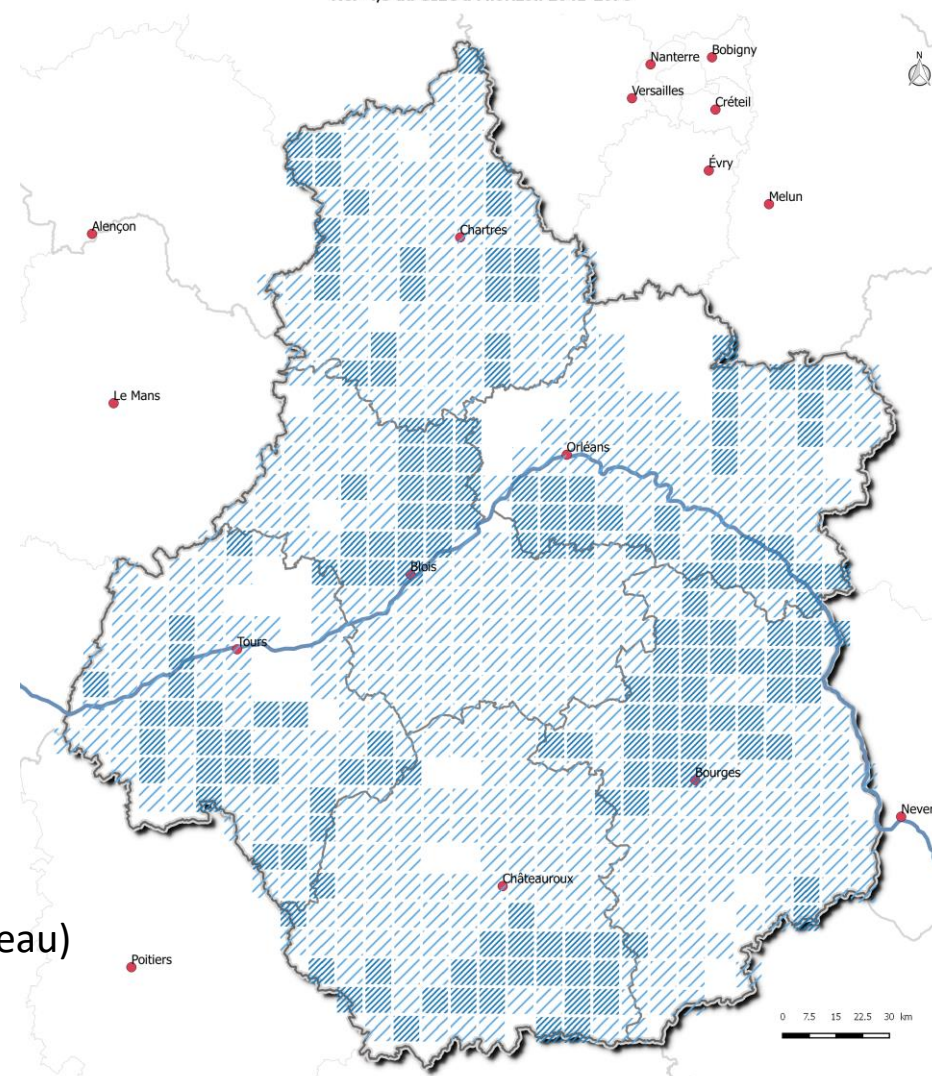 Nanterre
Bobigny
N
Versailles
Créteil
Évry
Melun
Alençon
Chartres
Le Mans
Orléans
Blois
Tours
Bourges
Châteauroux
eau)
Poitiers
0 7.5 15 22.5 30 km